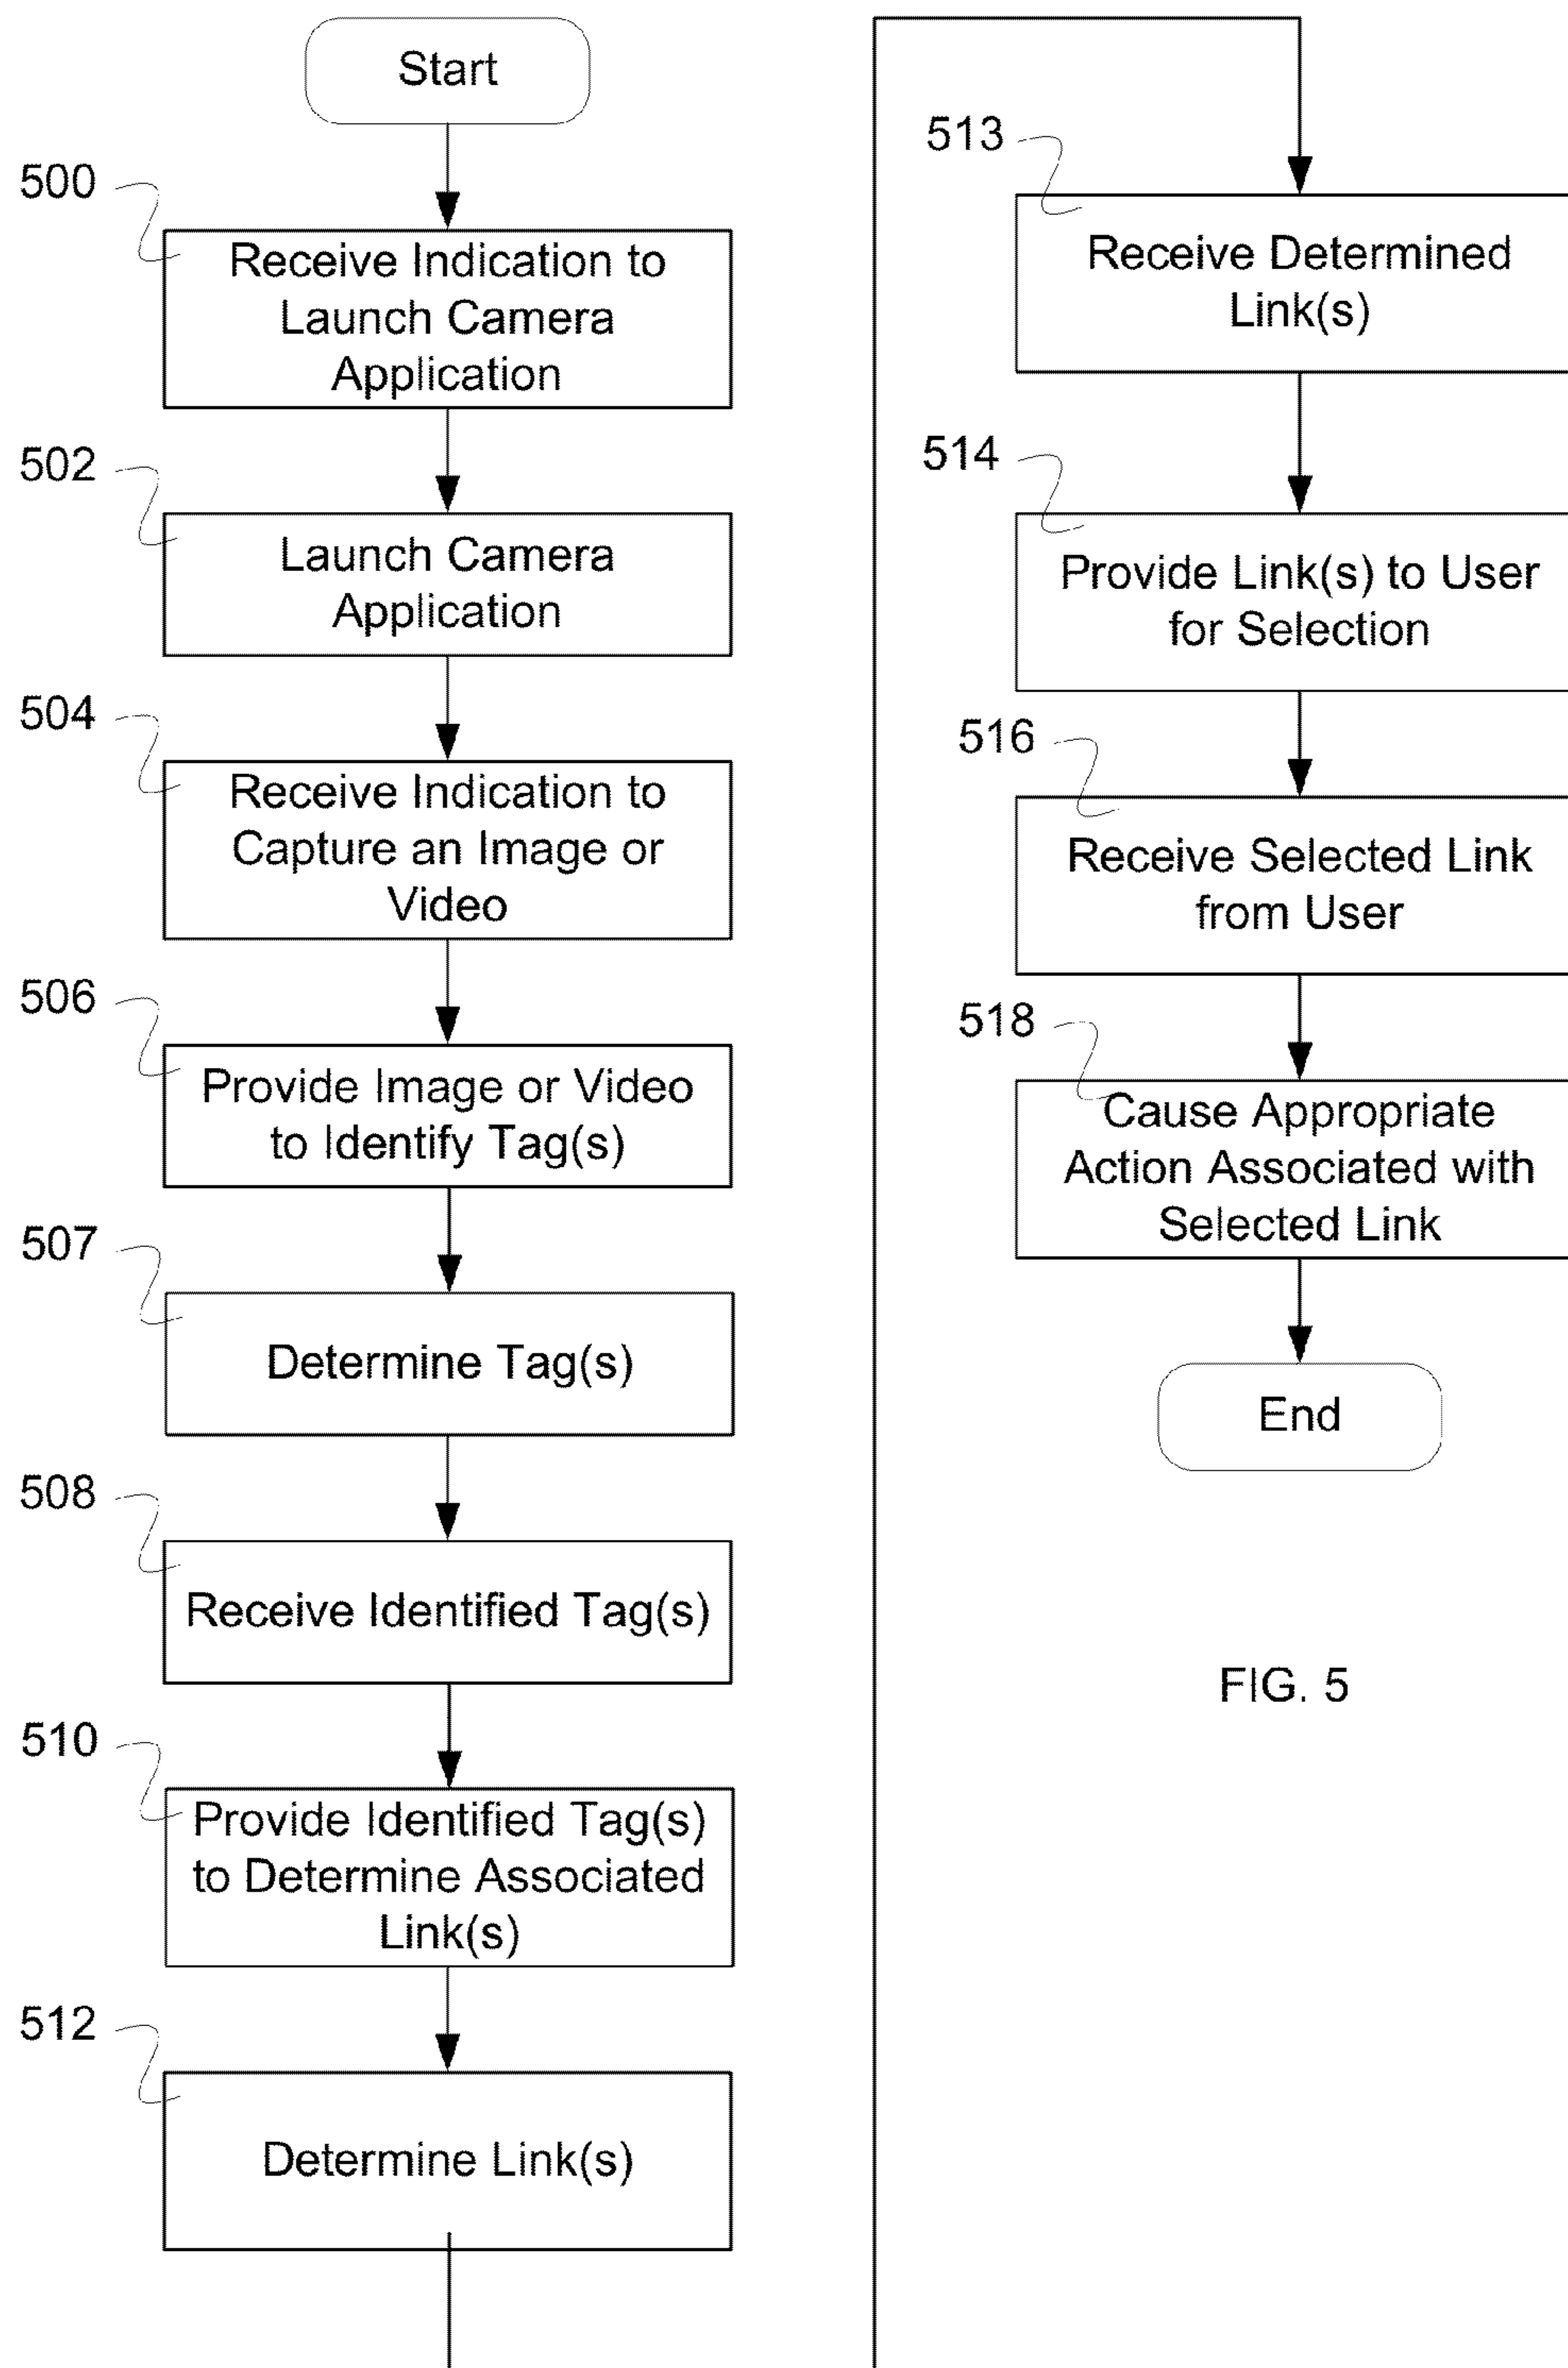 Start
500
Receive Indication to
Launch Camera
Application
502
Launch Camera
Application
504
Receive Indication to
Capture an Image or
Video
506
Provide Image or Video
to Identify Tag(s)
507
Determine Tag(s)
508
Receive Identified Tag(s)
510
Provide Identified Tag(s)
to Determine Associated
Link(s)
512
Determine Link(s)
513
Receive Determined
Link(s)
514
Provide Link(s) to User
for Selection
516
Receive Selected Link
from User
518
Cause Appropriate
Action Associated with
Selected Link
End
FIG. 5